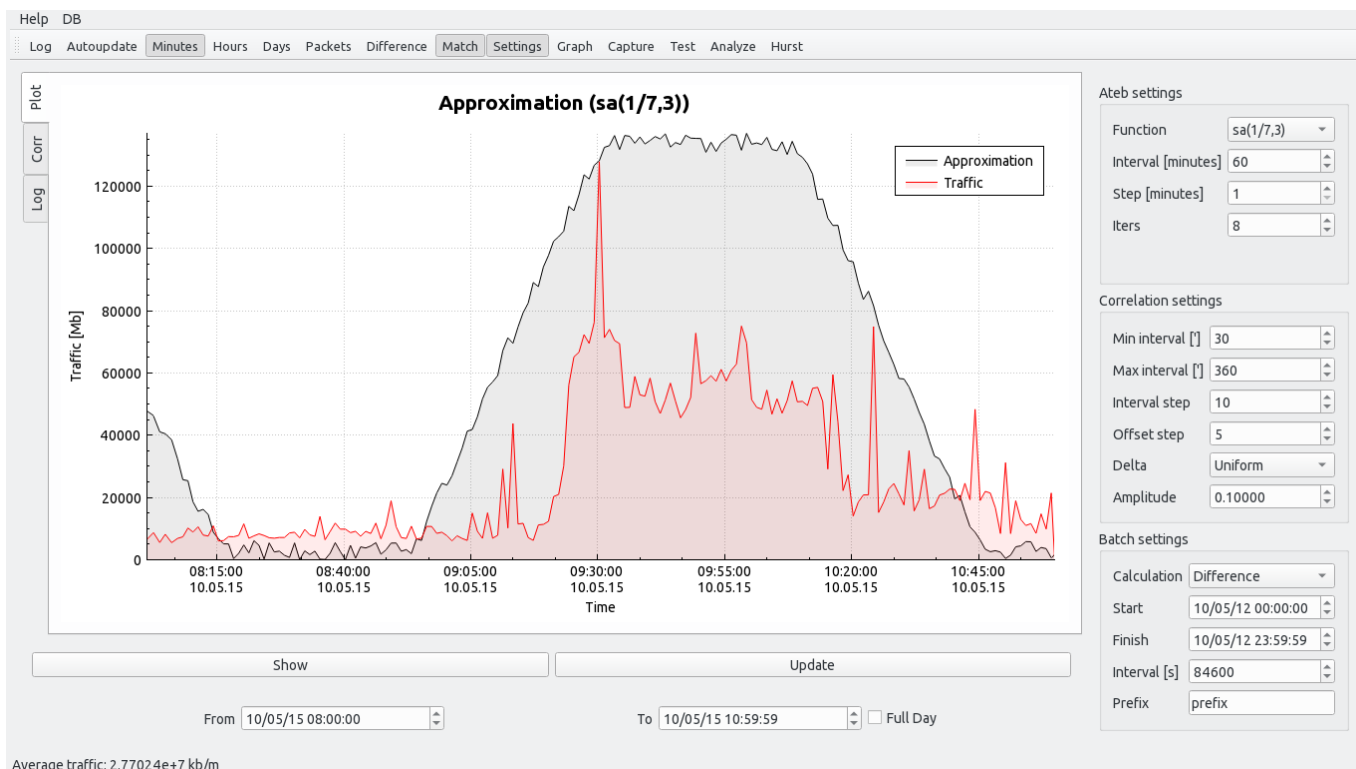 Help DB
Log Autoupdate Minutes Hours Days Packets Difference Match Settings Graph Capture Test Analyze Hurst
Plot
Corr
Log
Approximation (sa(1/7,3))
Approximation
Traffic
Traffic [Mb]
120000
100000
80000
60000
40000
20000
0
08:15:00 08:40:00 09:05:00 09:30:00 09:55:00 10:20:00 10:45:00
10.05.15 10.05.15 10.05.15 10.05.15 10.05.15 10.05.15 10.05.15
Time
Show Update
From 10/05/15 08:00:00 To 10/05/15 10:59:59 Full Day
Average traffic: 2.77024e+7 kb/m
Ateb settings
Function sa(1/7,3)
Interval [minutes] 60
Step [minutes] 1
Iters 8
Correlation settings
Min interval ['] 30
Max interval ['] 360
Interval step 10
Offset step 5
Delta Uniform
Amplitude 0.10000
Batch settings
Calculation Difference
Start 10/05/12 00:00:00
Finish 10/05/12 23:59:59
Interval [s] 84600
Prefix prefix